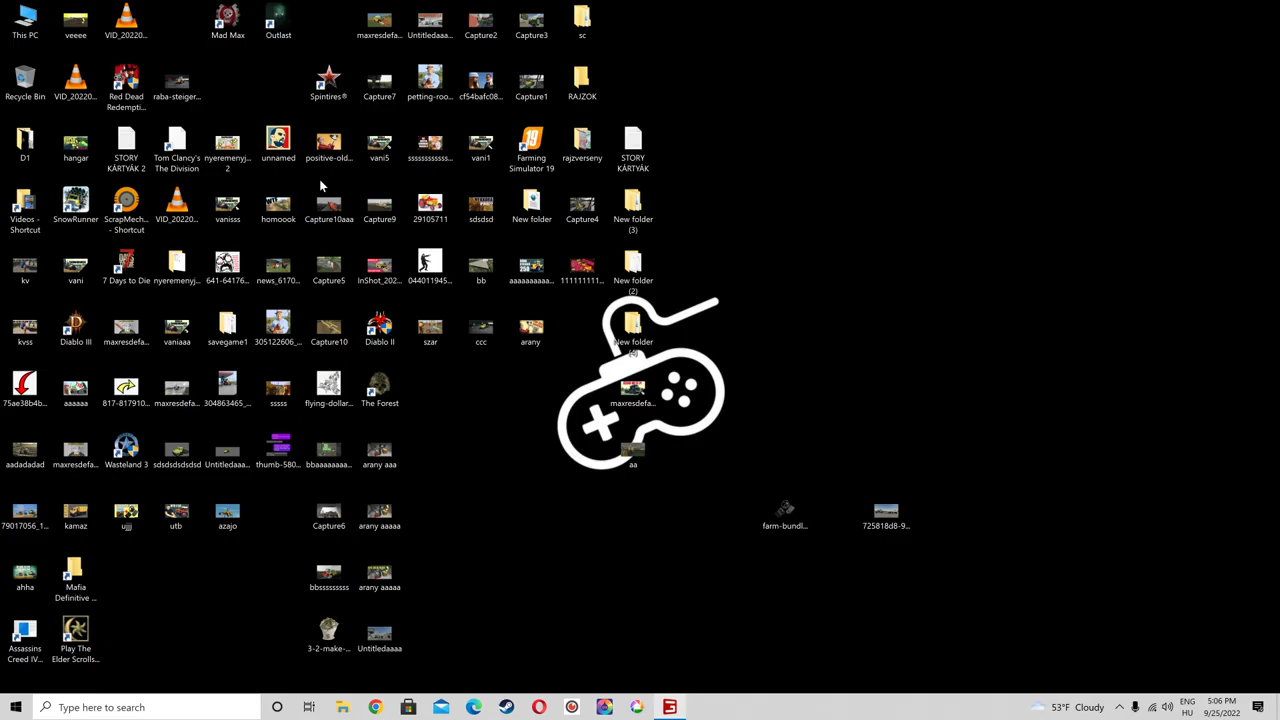 This PC
veeee
VID_20220...
Mad Max
Outlast
maxresdefa...
Untitledaaa...
Capture2
Capture3
sc
Recycle Bin
VID_20220...
Red Dead
Redempti...
raba-steiger...
Spintires®
Capture7
petting-roo...
cf54bafc08...
Capture1
RAJZOK
D1
hangar
STORY
KÁRTYÁK 2
Tom Clancy's
The Division
nyeremenyj...
2
unnamed
positive-old...
vani5
ssssssssssss...
vani1
Farming
Simulator 19
rajzverseny
STORY
KÁRTYÁK
Videos -
Shortcut
SnowRunner
ScrapMech...
- Shortcut
VID_20220...
vanisss
homoook
Capture10aaa
Capture9
29105711
sdsdsd
New folder
Capture4
New folder
(3)
kv
vani
7 Days to Die
nyeremenyj...
641-64176...
news_6170...
Capture5
InShot_202...
044011945...
bb
aaaaaaaaaa...
111111111...
New folder
(2)
kvss
Diablo III
maxresdefa...
vaniaaa
savegame1
305122606_...
Capture10
Diablo II
szar
ccc
arany
New folder
(4)
75ae38b4b...
aaaaaa
817-817910...
maxresdefa...
304863465_...
sssss
flying-dollar...
The Forest
maxresdefa...
aadadadad
maxresdefa...
Wasteland 3
sdsdsdsdsdsd
Untitledaaa...
thumb-580...
bbaaaaaaaa...
arany aaa
aa
79017056_1...
kamaz
ujjjj
utb
azajo
Capture6
arany aaaaa
farm-bundl...
725818d8-9...
ahha
Mafia
Definitive ...
bbsssssssss
arany aaaaa
Assassins
Creed IV...
Play The
Elder Scrolls...
3-2-make-...
Untitledaaaa
Type here to search
53°F Cloudy
ENG
HU
5:06 PM
9/25/2022